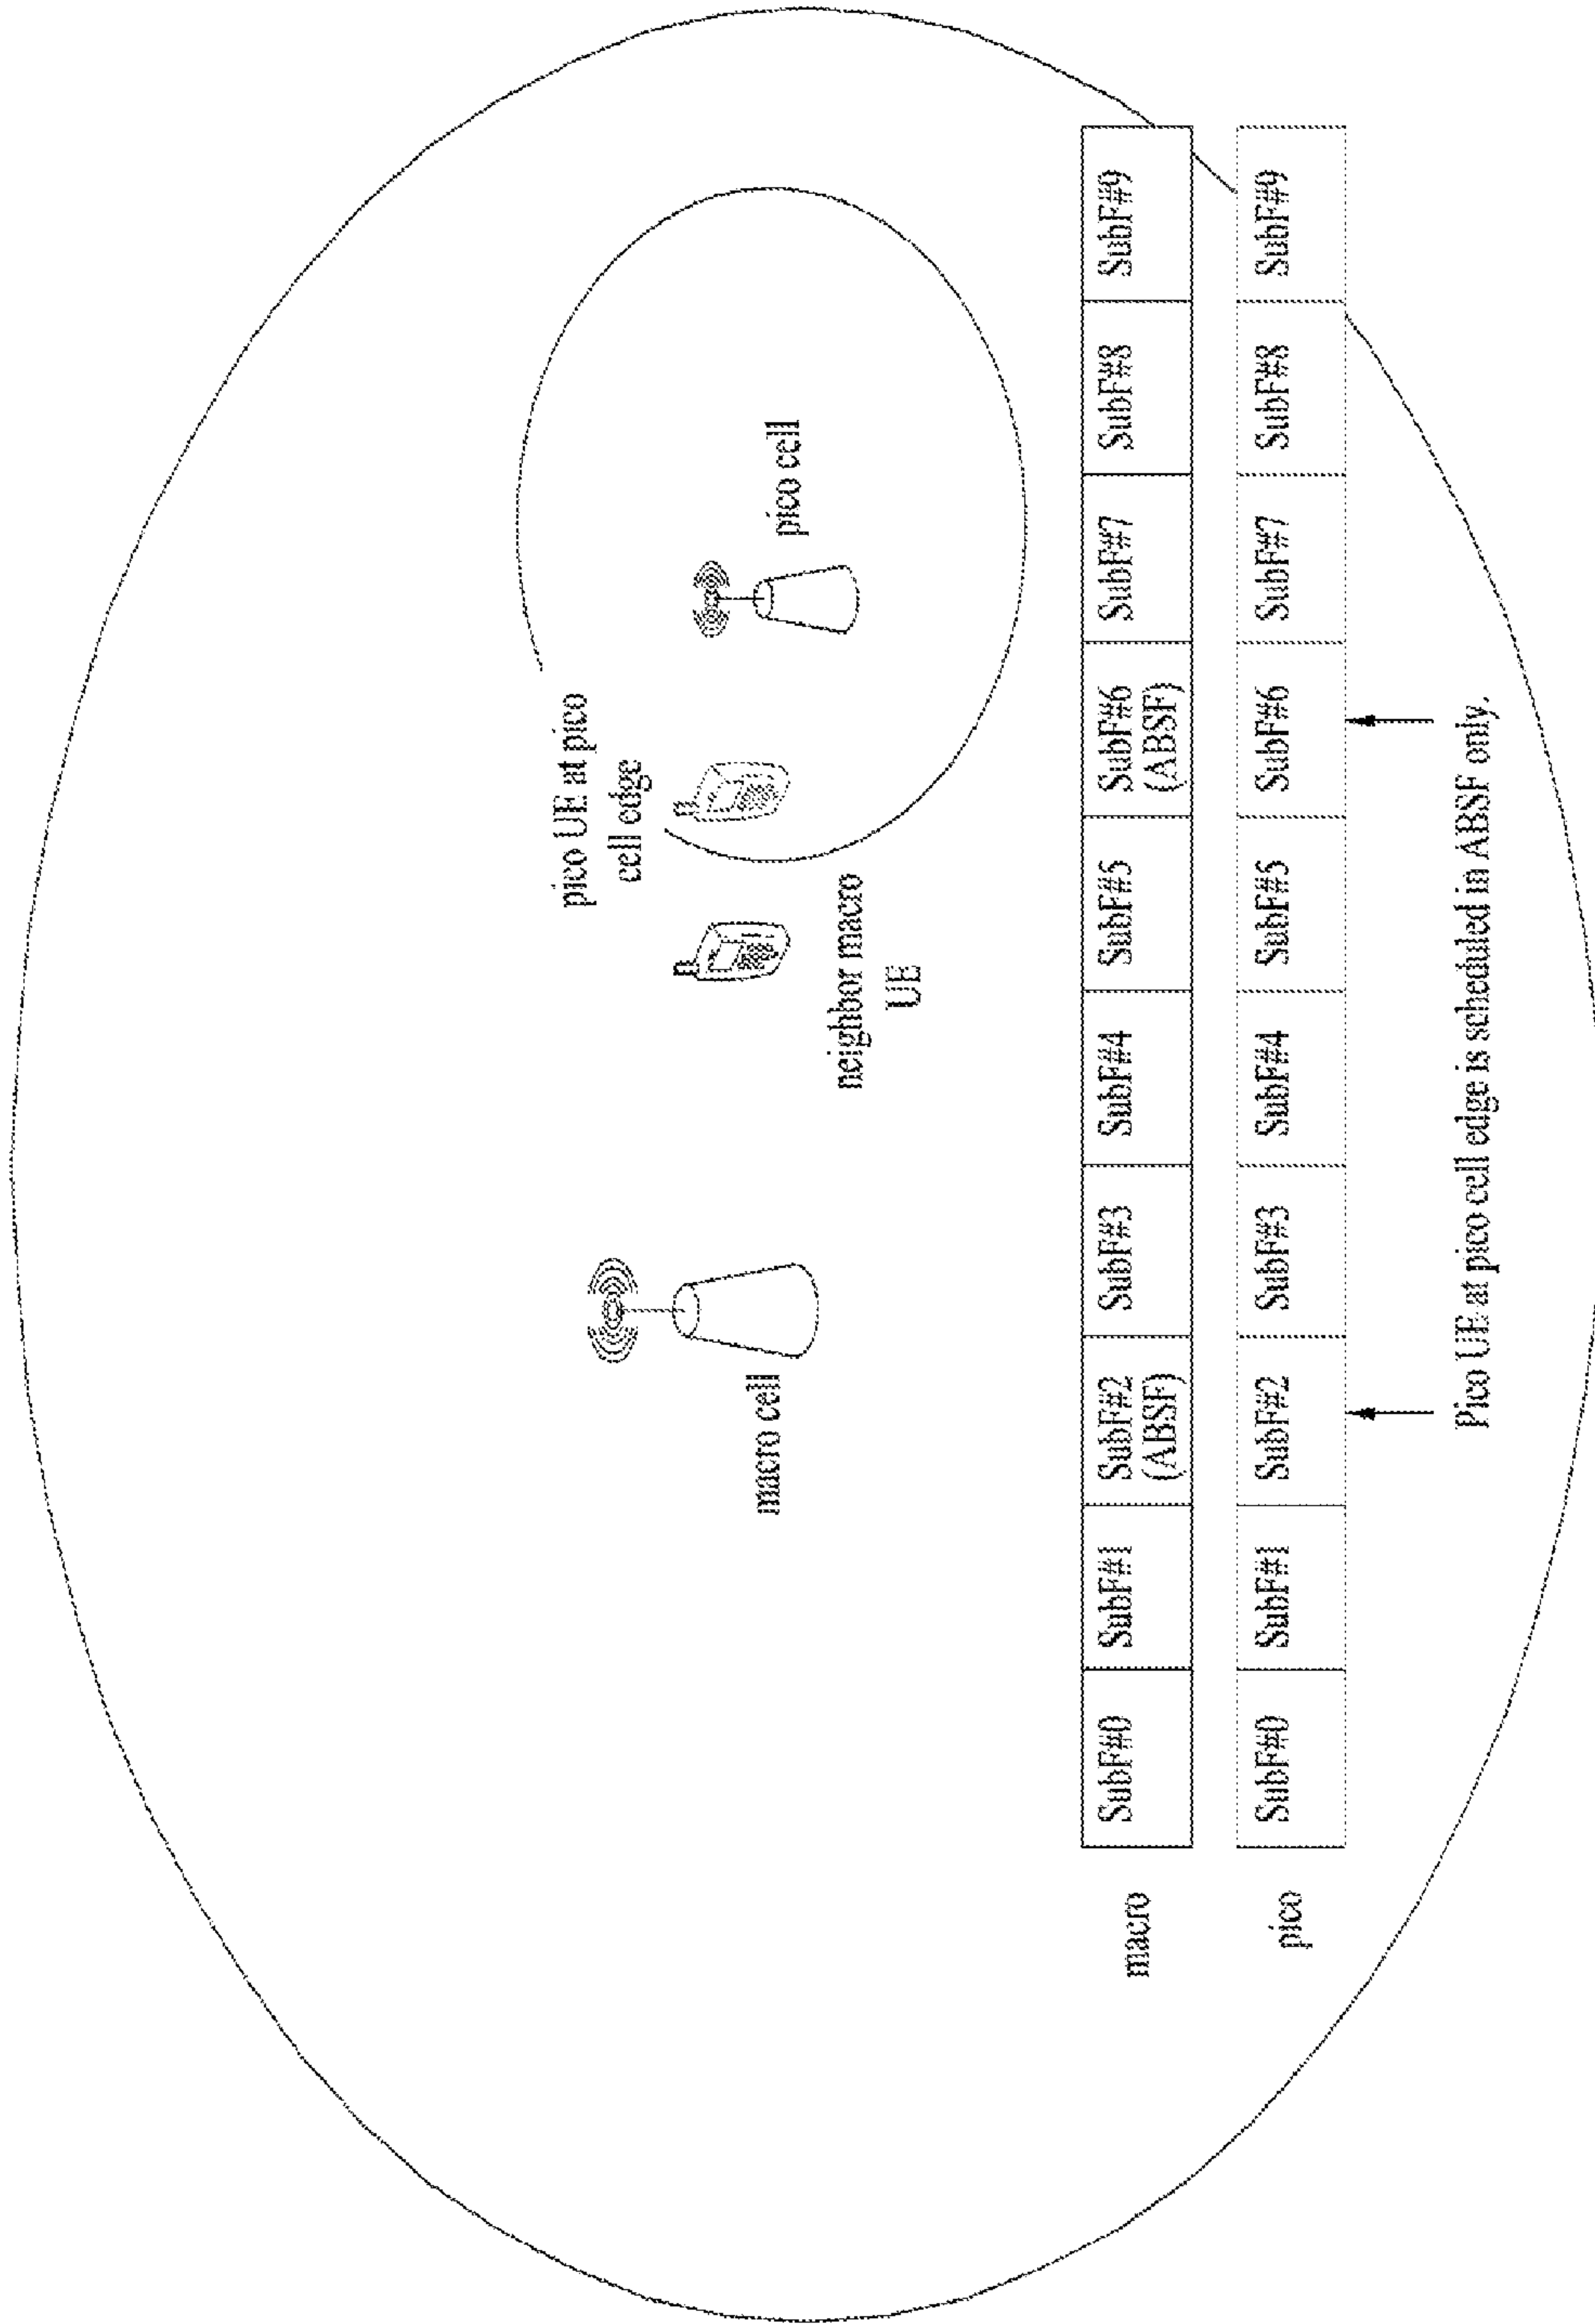 pico UE at pico
cell edge
pico cell
macro cell
neighbor macro
UE
macro
SubF#0
SubF#1
SubF#2
(ABSF)
SubF#3
SubF#4
SubF#5
SubF#6
(ABSF)
SubF#7
SubF#8
SubF#9
pico
SubF#0
SubF#1
SubF#2
SubF#3
SubF#4
SubF#5
SubF#6
SubF#7
SubF#8
SubF#9
Pico UE at pico cell edge is scheduled in ABSF only.